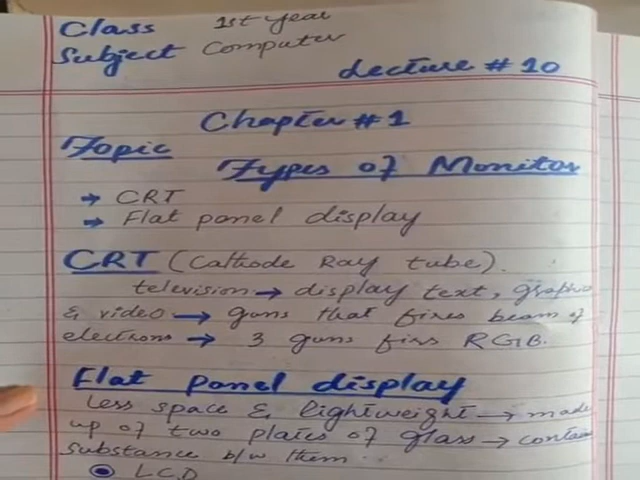 Class 1st year
Subject Computer
Lecture # 10
Chapter # 1
Topic
Types of Monitor
→ CRT
→ Flat panel display
CRT (Cathode Ray tube).
television → display text, graphics
& video → guns that fires beam of
electrons → 3 guns fires RGB.
Flat panel display
Less space & lightweight → made
up of two plates of glass → contain
substance b/w them..
LCD